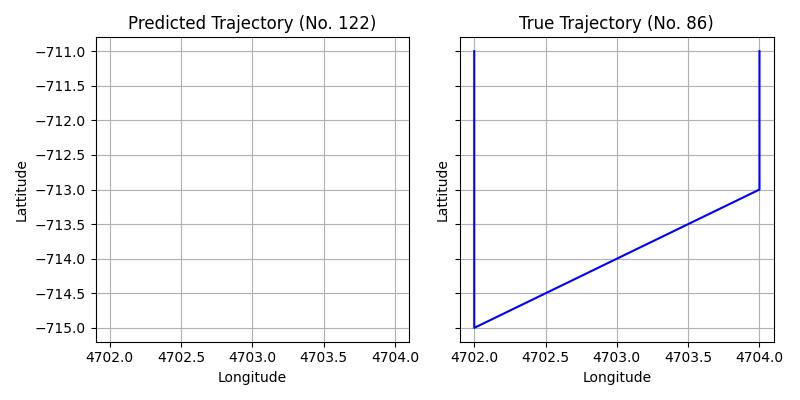 Predicted Trajectory (No. 122)
True Trajectory (No. 86)
−711.0
−711.5
−712.0
−712.5
−713.0
−713.5
−714.0
−714.5
−715.0
Lattitude
Lattitude
4702.0 4702.5 4703.0 4703.5 4704.0
4702.0 4702.5 4703.0 4703.5 4704.0
Longitude
Longitude